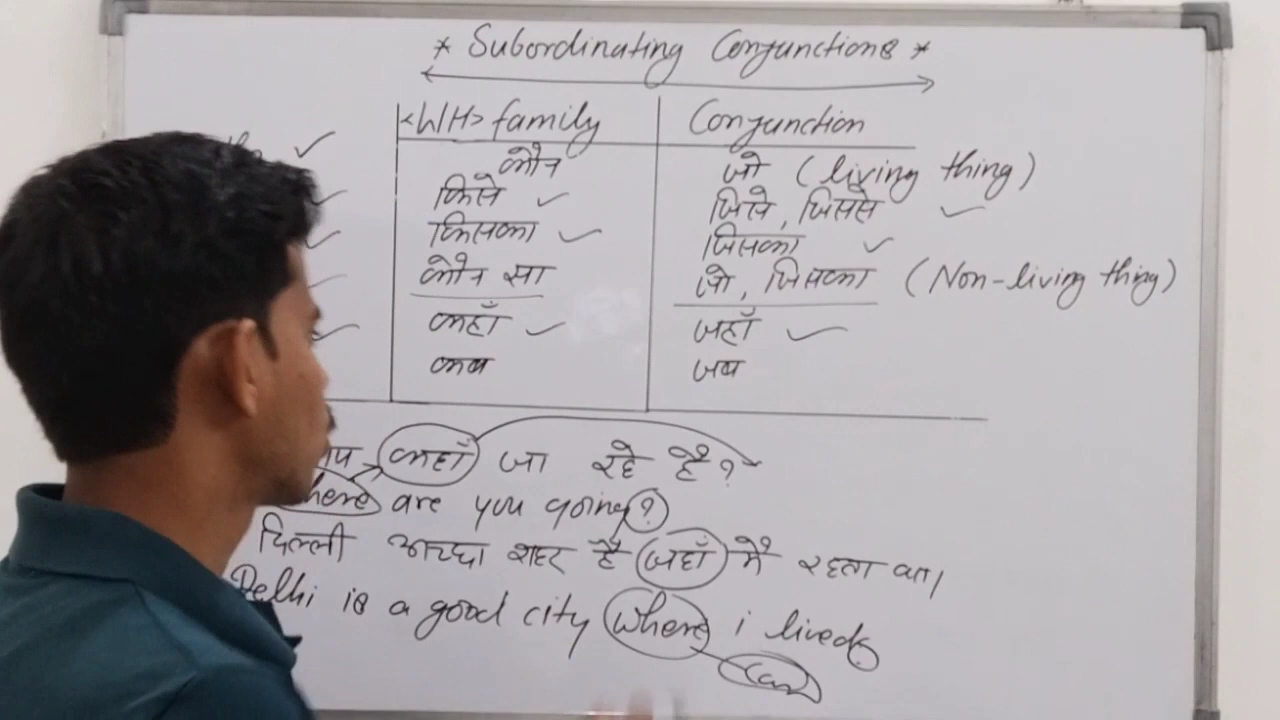 * Subordinating Conjunctions *
<WH> family Conjunction
✓ कौन जो (living thing)
✓ किसे ✓ जिसे, जिससे ✓
✓ किसका ✓ जिसका ✓
कौन सा जो, जिसका (Non-living thing)
✓ कहाँ ✓ जहाँ ✓
कब जब
कहाँ जा रहे है?
here are you going?
दिल्ली अच्छा शहर है जहाँ मैं रहता था।
Delhi is a good city where i lived